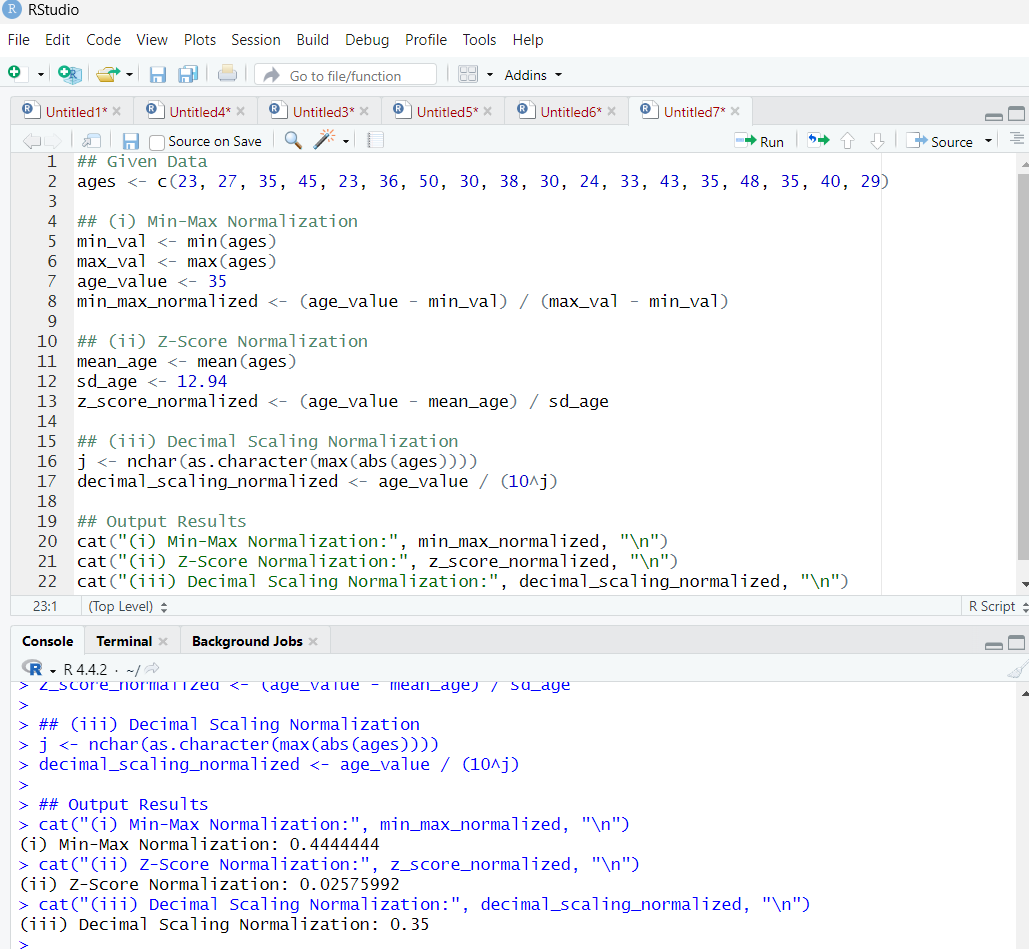 RStudio
File Edit Code View Plots Session Build Debug Profile Tools Help
Go to file/function Addins
Untitled1* Untitled4* Untitled3* Untitled5* Untitled6* Untitled7*
Source on Save Run Source
1 ## Given Data
2 ages <- c(23, 27, 35, 45, 23, 36, 50, 30, 38, 30, 24, 33, 43, 35, 48, 35, 40, 29)
3
4 ## (i) Min-Max Normalization
5 min_val <- min(ages)
6 max_val <- max(ages)
7 age_value <- 35
8 min_max_normalized <- (age_value - min_val) / (max_val - min_val)
9
10 ## (ii) Z-Score Normalization
11 mean_age <- mean(ages)
12 sd_age <- 12.94
13 z_score_normalized <- (age_value - mean_age) / sd_age
14
15 ## (iii) Decimal Scaling Normalization
16 j <- nchar(as.character(max(abs(ages))))
17 decimal_scaling_normalized <- age_value / (10^j)
18
19 ## Output Results
20 cat("(i) Min-Max Normalization:", min_max_normalized, "\n")
21 cat("(ii) Z-Score Normalization:", z_score_normalized, "\n")
22 cat("(iii) Decimal Scaling Normalization:", decimal_scaling_normalized, "\n")
23:1 (Top Level) R Script
Console Terminal Background Jobs
R R 4.4.2 · ~/
> z_score_normalized <- (age_value - mean_age) / sd_age
>
> ## (iii) Decimal Scaling Normalization
> j <- nchar(as.character(max(abs(ages))))
> decimal_scaling_normalized <- age_value / (10^j)
>
> ## Output Results
> cat("(i) Min-Max Normalization:", min_max_normalized, "\n")
(i) Min-Max Normalization: 0.4444444
> cat("(ii) Z-Score Normalization:", z_score_normalized, "\n")
(ii) Z-Score Normalization: 0.02575992
> cat("(iii) Decimal Scaling Normalization:", decimal_scaling_normalized, "\n")
(iii) Decimal Scaling Normalization: 0.35
>